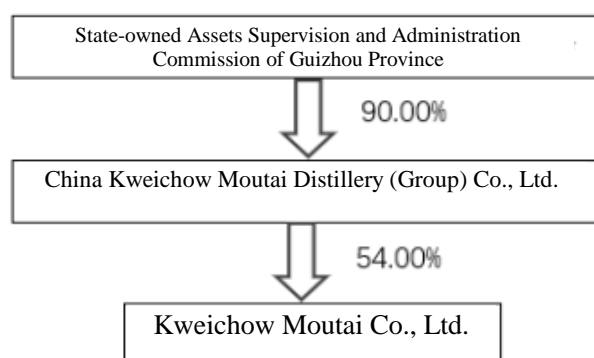 State-owned Assets Supervision and Administration
Commission of Guizhou Province
90.00%
China Kweichow Moutai Distillery (Group) Co., Ltd.
54.00%
Kweichow Moutai Co., Ltd.